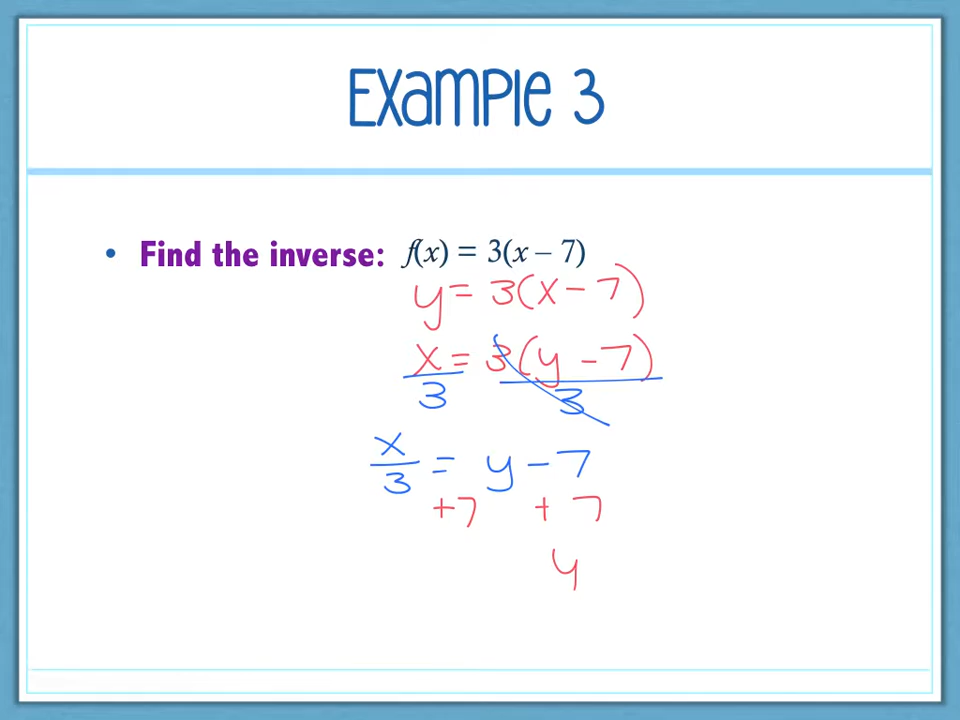 Example 3
• Find the inverse: f(x) = 3(x – 7)
y = 3(x – 7)
x = 3(y – 7)
3 3
x/3 = y – 7
+7 + 7
y